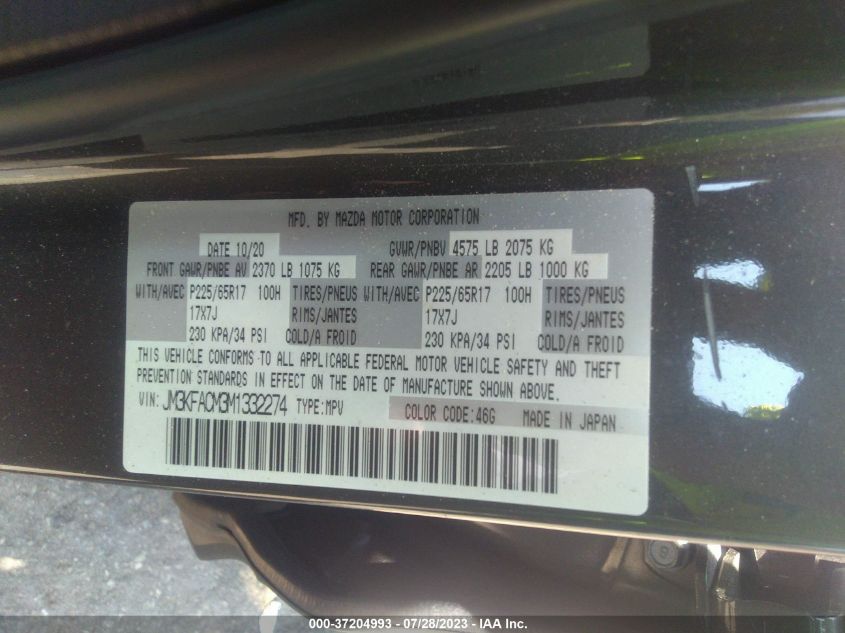 MFD. BY MAZDA MOTOR CORPORATION
DATE 10/20 GVWR/PNBV 4575 LB 2075 KG
FRONT GAWR/PNBE AV 2370 LB 1075 KG REAR GAWR/PNBE AR 2205 LB 1000 KG
WITH/AVEC P225/65R17 100H TIRES/PNEUS WITH/AVEC P225/65R17 100H TIRES/PNEUS
17X7J RIMS/JANTES 17X7J RIMS/JANTES
230 KPA/34 PSI COLD/A FROID 230 KPA/34 PSI COLD/A FROID
THIS VEHICLE CONFORMS TO ALL APPLICABLE FEDERAL MOTOR VEHICLE SAFETY AND THEFT
PREVENTION STANDARDS IN EFFECT ON THE DATE OF MANUFACTURE SHOWN ABOVE.
VIN: JM3KFACM3M1332274 TYPE:MPV COLOR CODE:46G MADE IN JAPAN
000-37204993 - 07/28/2023 - IAA Inc.